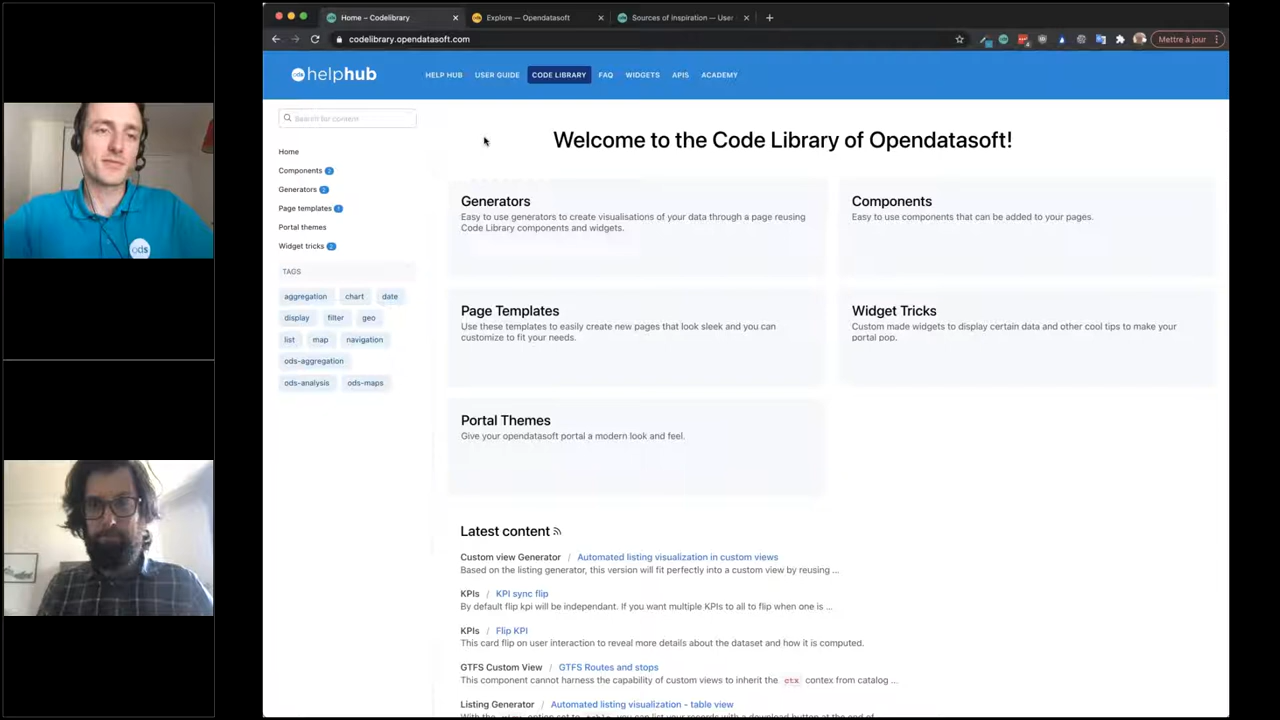 Home – Codelibrary
Explore — Opendatasoft
Sources of inspiration — User
codelibrary.opendatasoft.com
Mettre à jour
ods helphub
HELP HUB
USER GUIDE
CODE LIBRARY
FAQ
WIDGETS
APIS
ACADEMY
Search for content
Home
Components 2
Generators 2
Page templates 1
Portal themes
Widget tricks 2
TAGS
aggregation
chart
date
display
filter
geo
list
map
navigation
ods-aggregation
ods-analysis
ods-maps
Welcome to the Code Library of Opendatasoft!
Generators
Easy to use generators to create visualisations of your data through a page reusing
Code Library components and widgets.
Components
Easy to use components that can be added to your pages.
Page Templates
Use these templates to easily create new pages that look sleek and you can
customize to fit your needs.
Widget Tricks
Custom made widgets to display certain data and other cool tips to make your
portal pop.
Portal Themes
Give your opendatasoft portal a modern look and feel.
Latest content
Custom view Generator / Automated listing visualization in custom views
Based on the listing generator, this version will fit perfectly into a custom view by reusing ...
KPIs / KPI sync flip
By default flip kpi will be independant. If you want multiple KPIs to all to flip when one is ...
KPIs / Flip KPI
This card flip on user interaction to reveal more details about the dataset and how it is computed.
GTFS Custom View / GTFS Routes and stops
This component cannot harness the capability of custom views to inherit the ctx contex from catalog ...
Listing Generator / Automated listing visualization - table view
ods